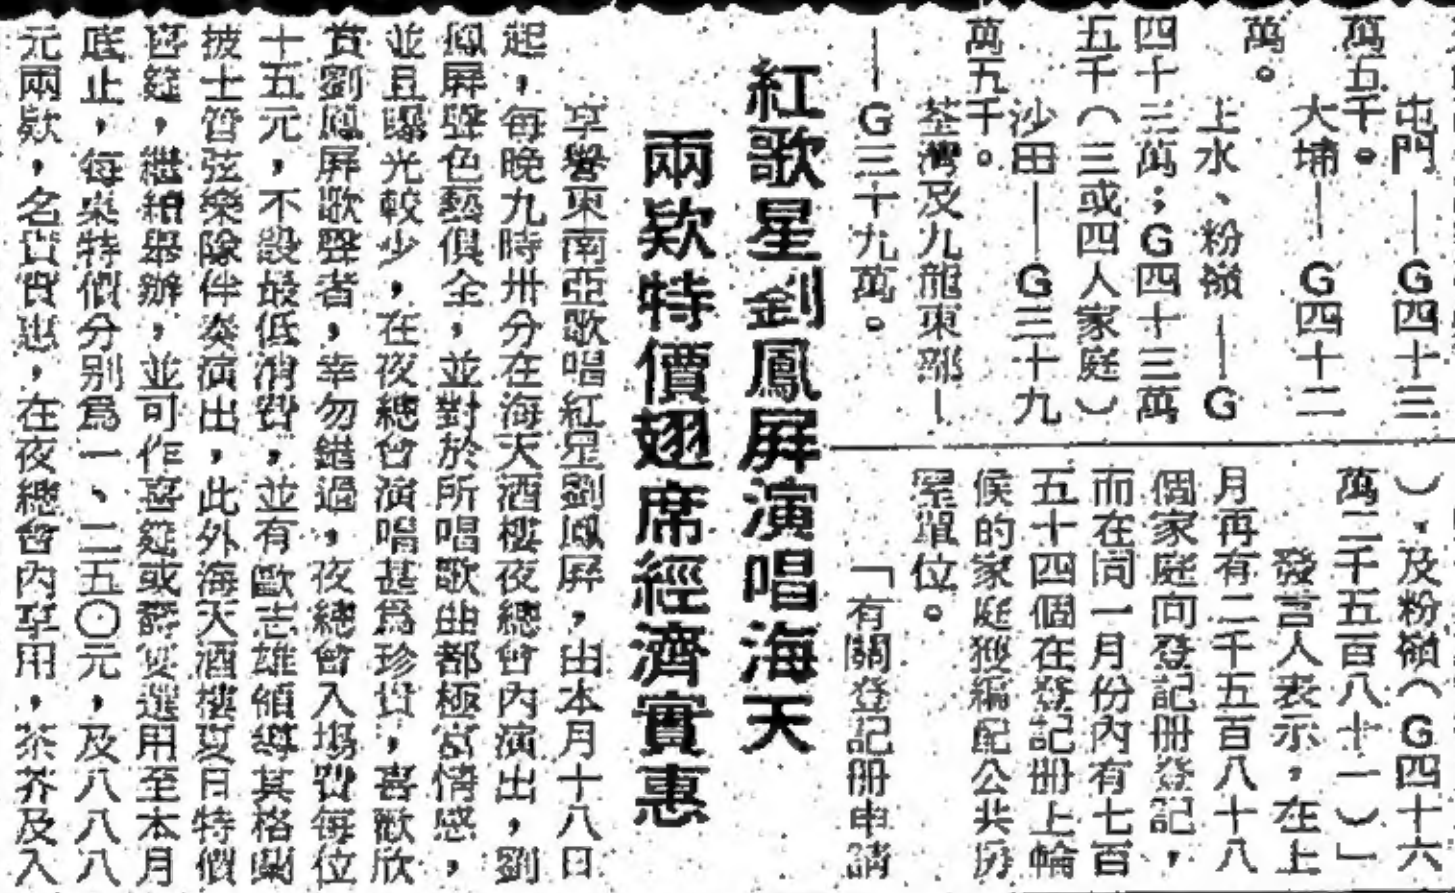 屯門——G四十三
萬五千。
大埔——G四十二
萬。
上水、粉嶺——G
四十三萬；G四十三萬
五千（三或四人家庭）
沙田——G三十九
萬五千。
荃灣及九龍東部—
—G三十九萬。
），及粉嶺（G四十六
萬二千五百八十一）」
發言人表示，在上
月再有二千五百八十八
個家庭向登記册登記，
而在同一月份內有七百
五十四個在登記册上輪
候的家庭獲編配公共房
屋單位。
「有關登記册申請
紅歌星劉鳳屏演唱海天
兩欵特價翅席經濟實惠
享譽東南亞歌唱紅星劉鳳屏，由本月十八日
起，每晚九時卅分在海天酒樓夜總會內演出，劉
鳳屏聲色藝俱全，並對於所唱歌曲都極富情感，
並且曝光較少，在夜總會演唱甚爲珍貴，喜歡欣
賞劉鳳屏歌聲者，幸勿錯過，夜總會入塲費每位
十五元，不設最低消費，並有歐志雄領導其格蘭
披士管弦樂隊伴奏演出，此外海天酒樓夏月特價
喜筵，繼續舉辦，並可作喜筵或壽宴選用至本月
底止，每桌特價分别爲一、二五〇元，及八八八
元兩欵，名貴實惠，在夜總會內享用，茶芥及入